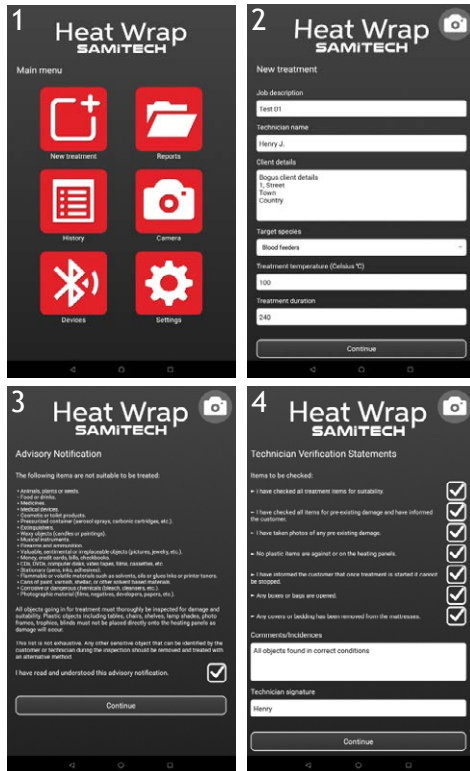 1
Heat Wrap
SAMiTECH
Main menu
New treatment
Reports
History
Camera
Devices
Settings
2
Heat Wrap
SAMiTECH
New treatment
Job description
Test 01
Technician name
Henry J.
Client details
Bogus client details
1, Street
Town
Country
Target species
Blood feeders
Treatment temperature (Celsius °C)
100
Treatment duration
240
Continue
3
Heat Wrap
SAMiTECH
Advisory Notification
The following items are not suitable to be treated:
- Animals, plants or seeds.
- Food or drinks.
- Medicines.
- Medical devices.
- Cosmetic or toilet products.
- Pressurized container (aerosol sprays, carbonic cartridges, etc.).
- Extinguishers.
- Waxy objects (candles or paintings).
- Musical instruments.
- Firearms and ammunition.
- Valuable, sentimental or irreplaceable objects (pictures, jewelry, etc.).
- Money, credit cards, bills, checkbooks.
- CDs, DVDs, computer disks, video tapes, films, cassettes, etc.
- Stationary (pens, inks, adhesives).
- Flammable or volatile materials such as solvents, oils or glues inks or printer toners.
- Cans of paint, varnish, shellac, or other solvent based materials.
- Corrosive or dangerous chemicals (bleach, cleaners, etc.).
- Photographic material (films, negatives, developers, papers, etc.).
All objects going in for treatment must thoroughly be inspected for damage and
suitability. Plastic objects including tables, chairs, shelves, lamp shades, photo
frames, trophies, blinds must not be placed directly onto the heating panels as
damage will occur.
This list is not exhaustive. Any other sensitive object that can be identified by the
customer or technician during the inspection should be removed and treated with
an alternative method
I have read and understood this advisory notification.
Continue
4
Heat Wrap
SAMiTECH
Technician Verification Statements
Items to be checked:
- I have checked all treatment items for suitability.
- I have checked all items for pre-existing damage and have informed
the customer.
- I have taken photos of any pre existing damage.
- No plastic items are against or on the heating panels.
- I have informed the customer that once treatment is started it cannot
be stopped.
- Any boxes or bags are opened.
- Any covers or bedding has been removed from the mattresses.
Comments/Incidences
All objects found in correct conditions
Technician signature
Henry
Continue